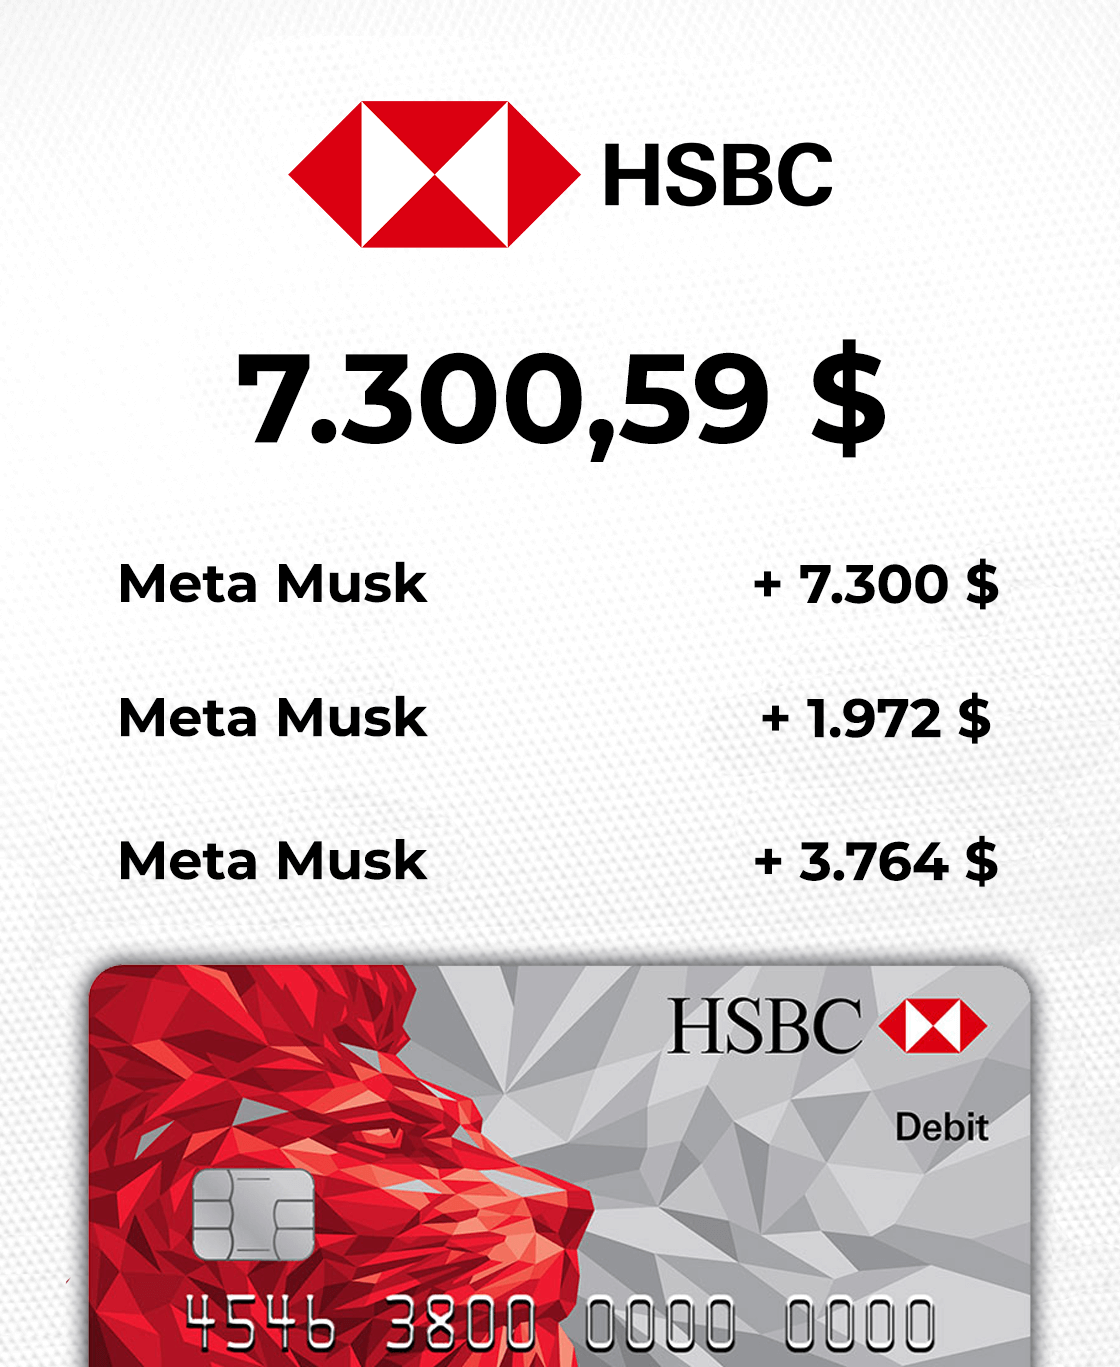 HSBC
7.300,59 $
Meta Musk + 7.300 $
Meta Musk + 1.972 $
Meta Musk + 3.764 $
HSBC
Debit
4546 3800 0000 0000